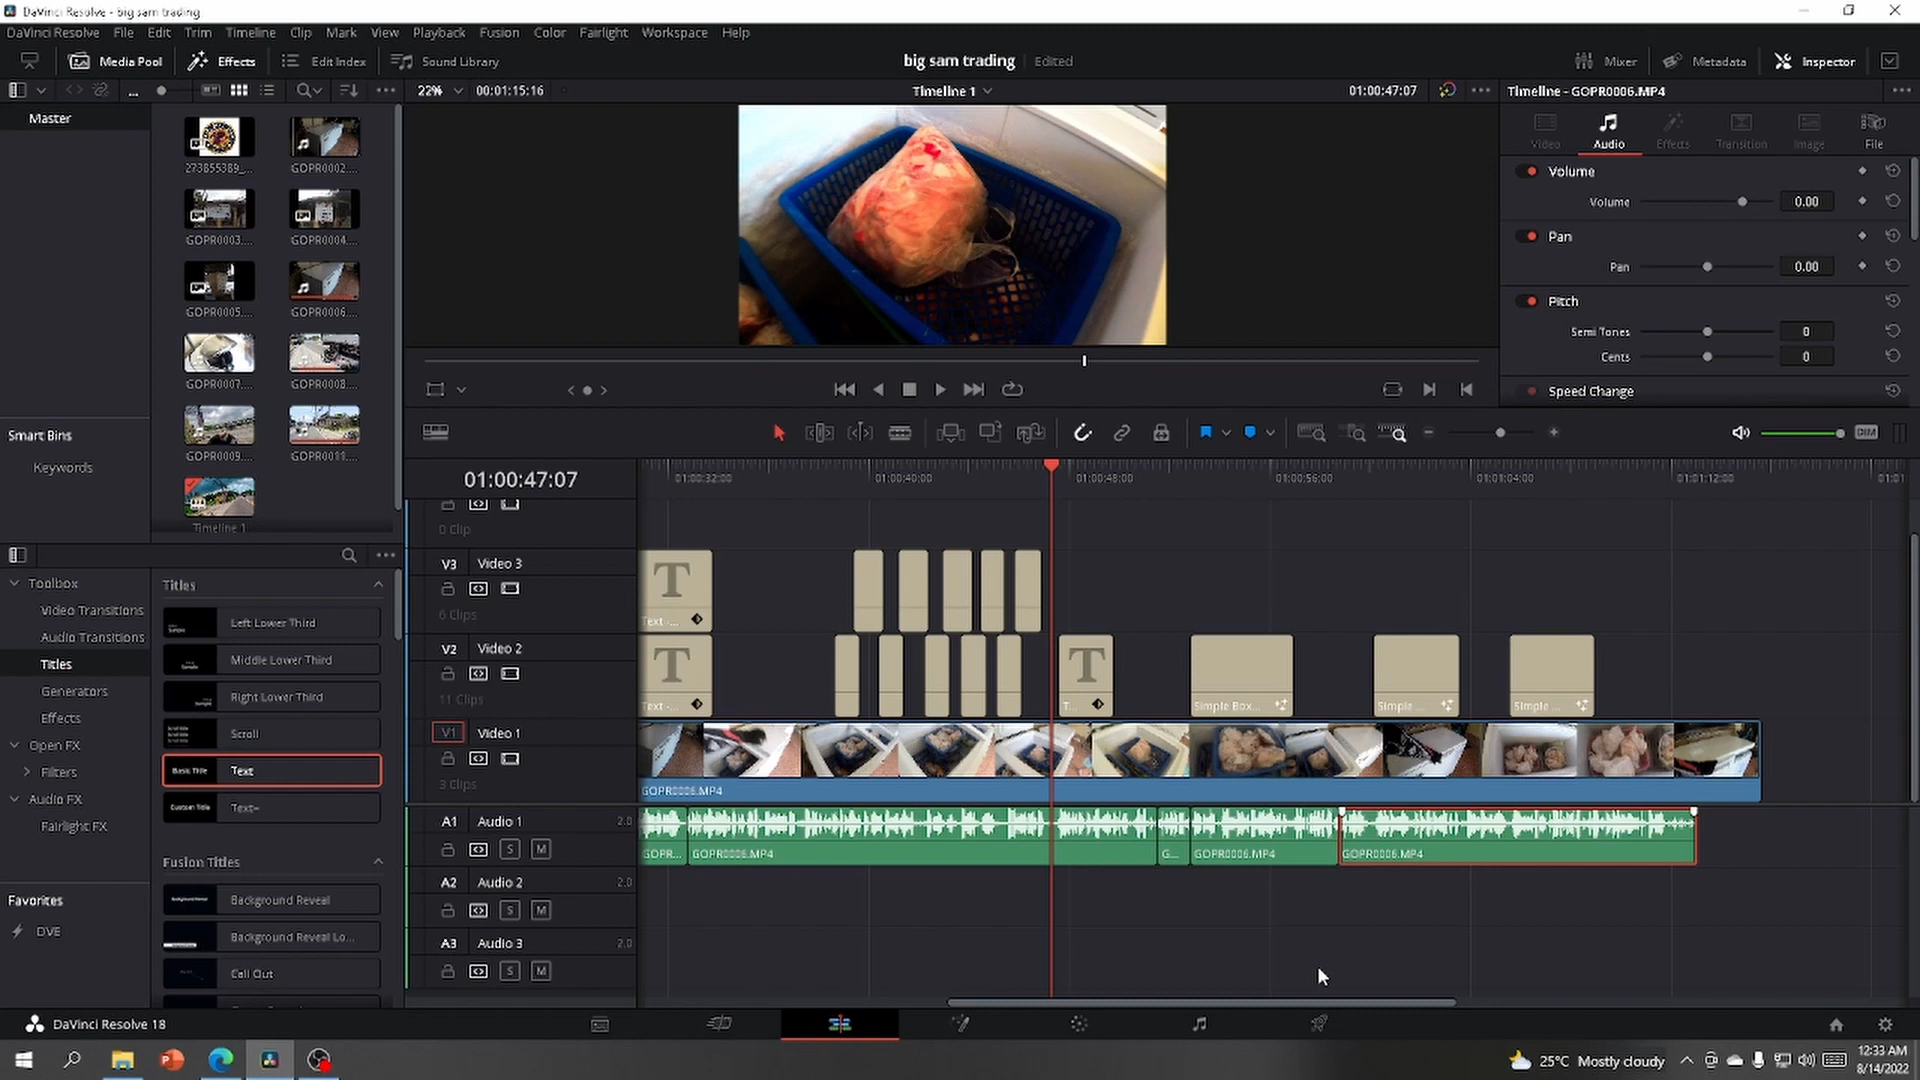 DaVinci Resolve - big sam trading
DaVinci Resolve File Edit Trim Timeline Clip Mark View Playback Fusion Color Fairlight Workspace Help
Media Pool Effects Edit Index Sound Library big sam trading Edited Mixer Metadata Inspector
22% 00:01:15:16 Timeline 1 01:00:47:07 Timeline - GOPR0006.MP4
Master
273855389_...
GOPR0002....
GOPR0003....
GOPR0004....
GOPR0005....
GOPR0006....
GOPR0007....
GOPR0008....
GOPR0009....
GOPR0011....
Timeline 1
Smart Bins
Keywords
Video Audio Effects Transition Image File
Volume
Volume 0.00
Pan
Pan 0.00
Pitch
Semi Tones 0
Cents 0
Speed Change
DIM
Toolbox
Video Transitions
Audio Transitions
Titles
Generators
Effects
Open FX
Filters
Audio FX
Fairlight FX
Favorites
DVE
Titles
Left Lower Third
Middle Lower Third
Right Lower Third
Scroll
Basic Title Text
Custom Title Text+
Fusion Titles
Background Reveal
Background Reveal Lo...
Call Out
01:00:47:07
01:00:32:00 01:00:40:00 01:00:48:00 01:00:56:00 01:01:04:00 01:01:12:00 01:01
0 Clip
V3 Video 3
6 Clips
T
Text -...
V2 Video 2
11 Clips
T
Text -...
T
T...
Simple Box...
Simple ...
Simple ...
V1 Video 1
3 Clips
GOPR0006.MP4
A1 Audio 1 2.0
S M
GOPR... GOPR0006.MP4 G... GOPR0006.MP4 GOPR0006.MP4
A2 Audio 2 2.0
S M
A3 Audio 3 2.0
S M
DaVinci Resolve 18
25°C Mostly cloudy
12:33 AM
8/14/2022